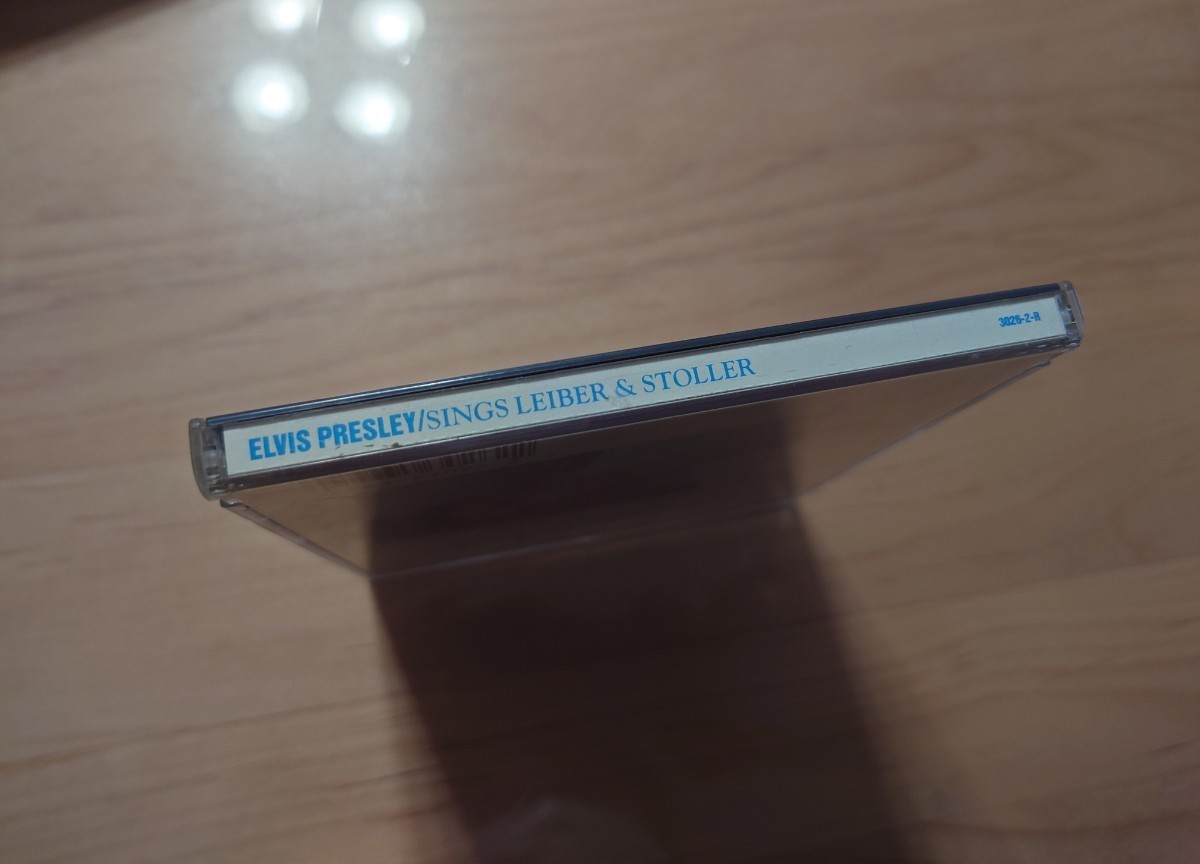 ELVIS PRESLEY/SINGS LEIBER & STOLLER
3026-2-R